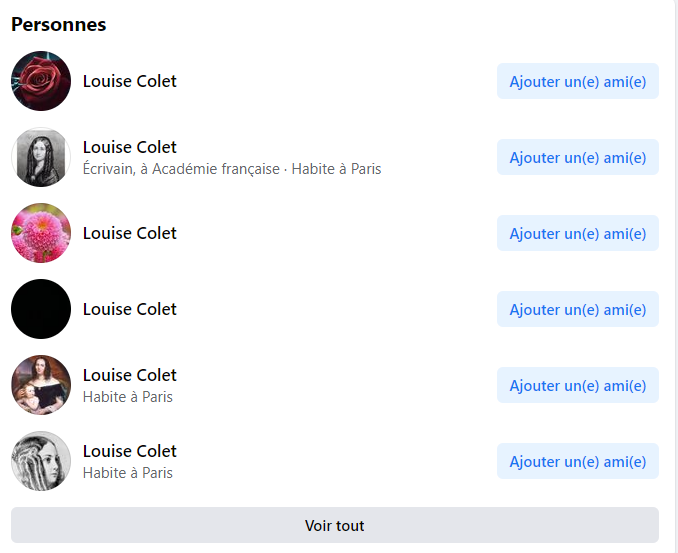 Personnes
Louise Colet
Ajouter un(e) ami(e)
Louise Colet
Écrivain, à Académie française · Habite à Paris
Ajouter un(e) ami(e)
Louise Colet
Ajouter un(e) ami(e)
Louise Colet
Ajouter un(e) ami(e)
Louise Colet
Habite à Paris
Ajouter un(e) ami(e)
Louise Colet
Habite à Paris
Ajouter un(e) ami(e)
Voir tout